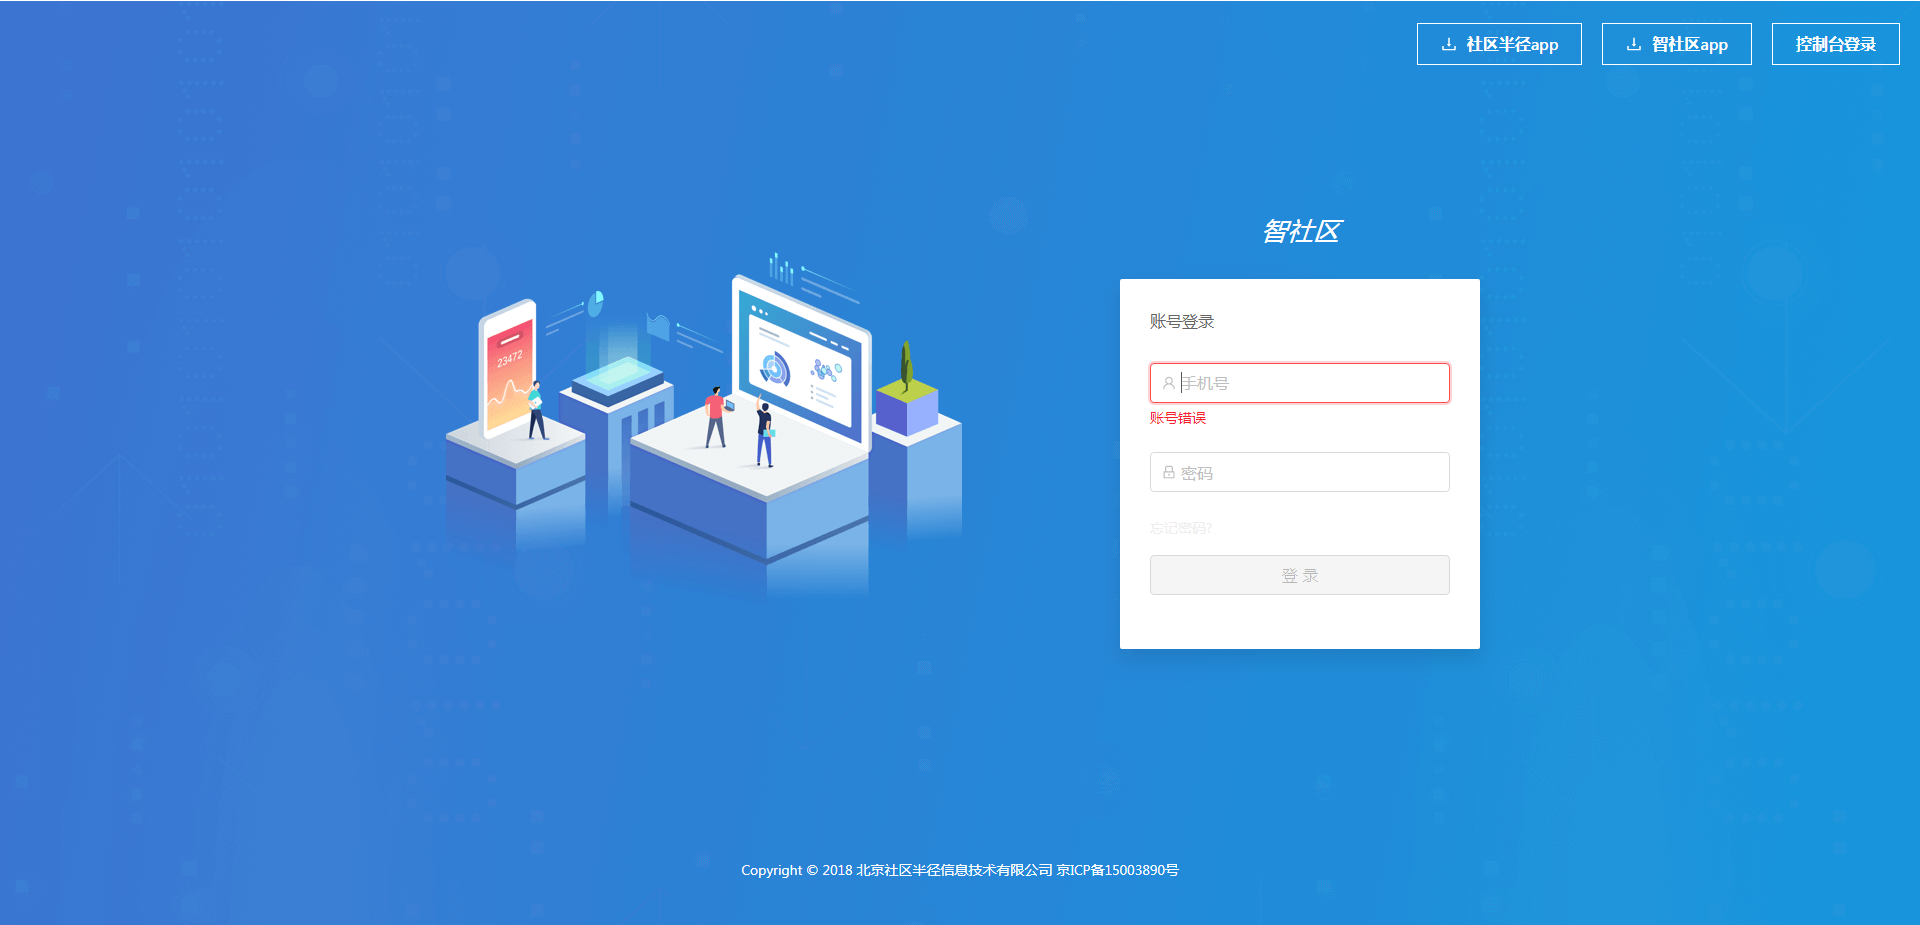 社区半径app
智社区app
控制台登录
智社区
账号登录
手机号
账号错误
密码
忘记密码?
登 录
23472
Copyright © 2018 北京社区半径信息技术有限公司 京ICP备15003890号